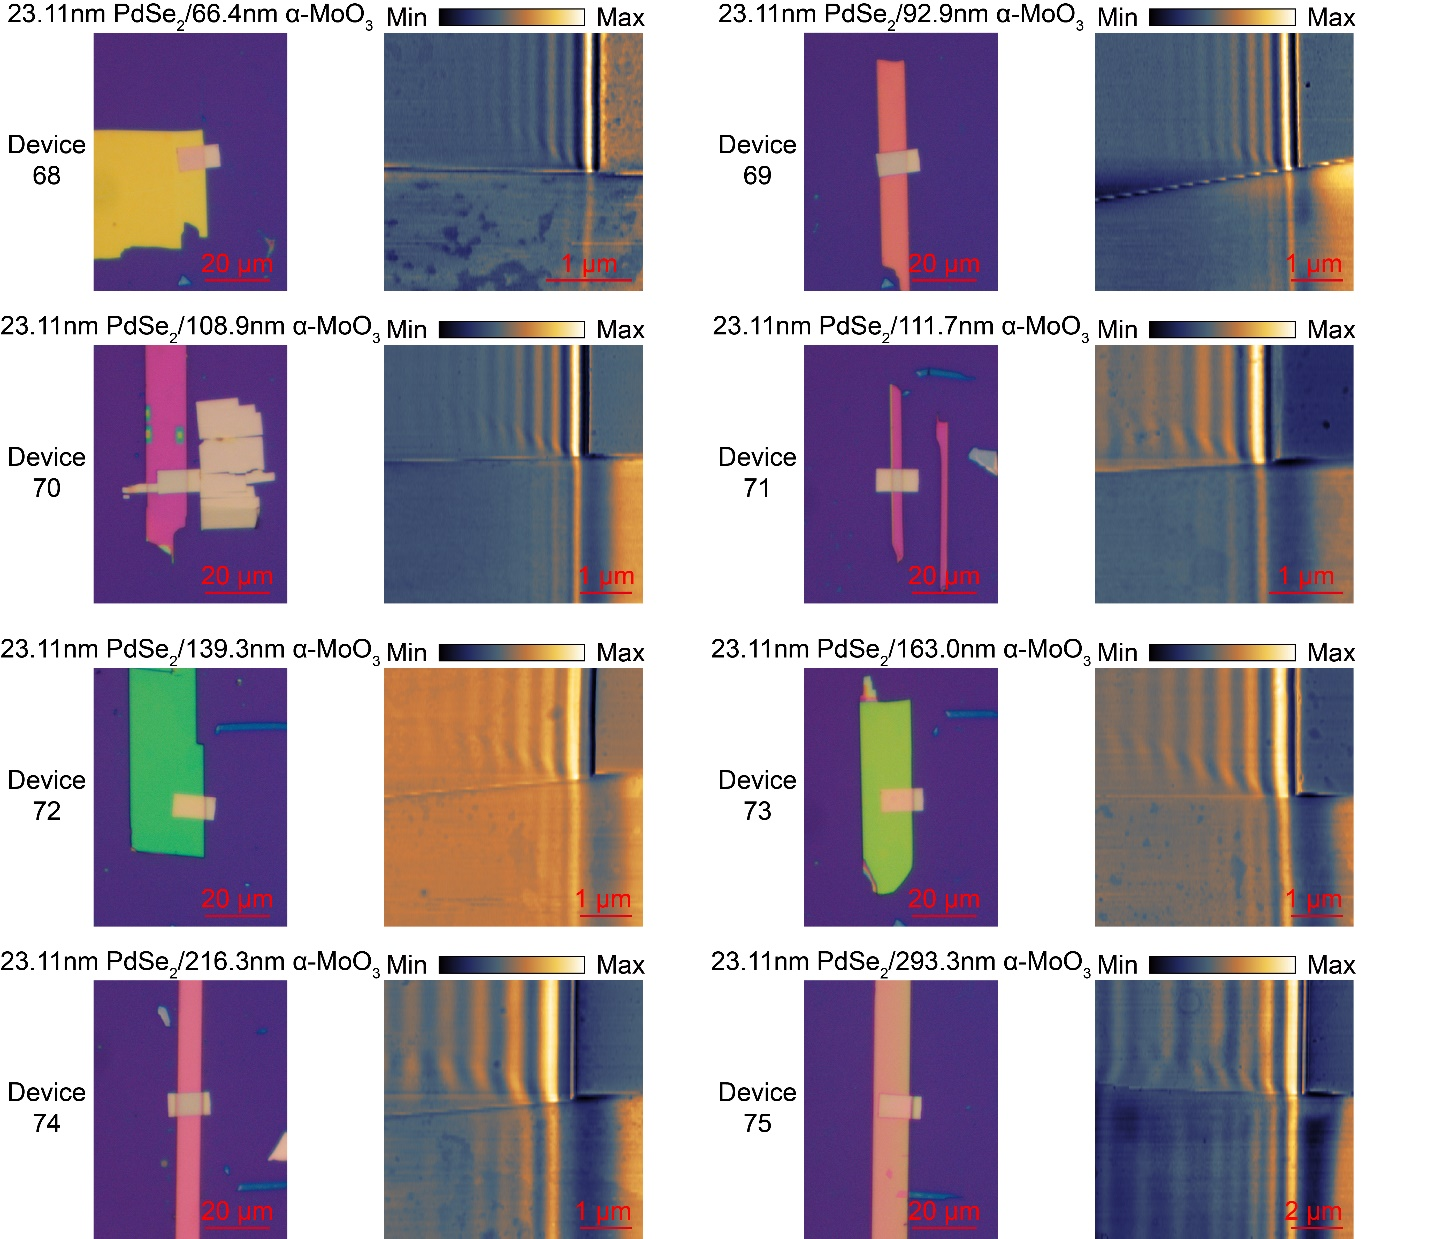 23.11nm PdSe₂/66.4nm α-MoO₃ Min Max
23.11nm PdSe₂/92.9nm α-MoO₃ Min Max
Device
68
20 µm
1 µm
Device
69
20 µm
1 µm
23.11nm PdSe₂/108.9nm α-MoO₃ Min Max
23.11nm PdSe₂/111.7nm α-MoO₃ Min Max
Device
70
20 µm
1 µm
Device
71
20 µm
1 µm
23.11nm PdSe₂/139.3nm α-MoO₃ Min Max
23.11nm PdSe₂/163.0nm α-MoO₃ Min Max
Device
72
20 µm
1 µm
Device
73
20 µm
1 µm
23.11nm PdSe₂/216.3nm α-MoO₃ Min Max
23.11nm PdSe₂/293.3nm α-MoO₃ Min Max
Device
74
20 µm
1 µm
Device
75
20 µm
2 µm